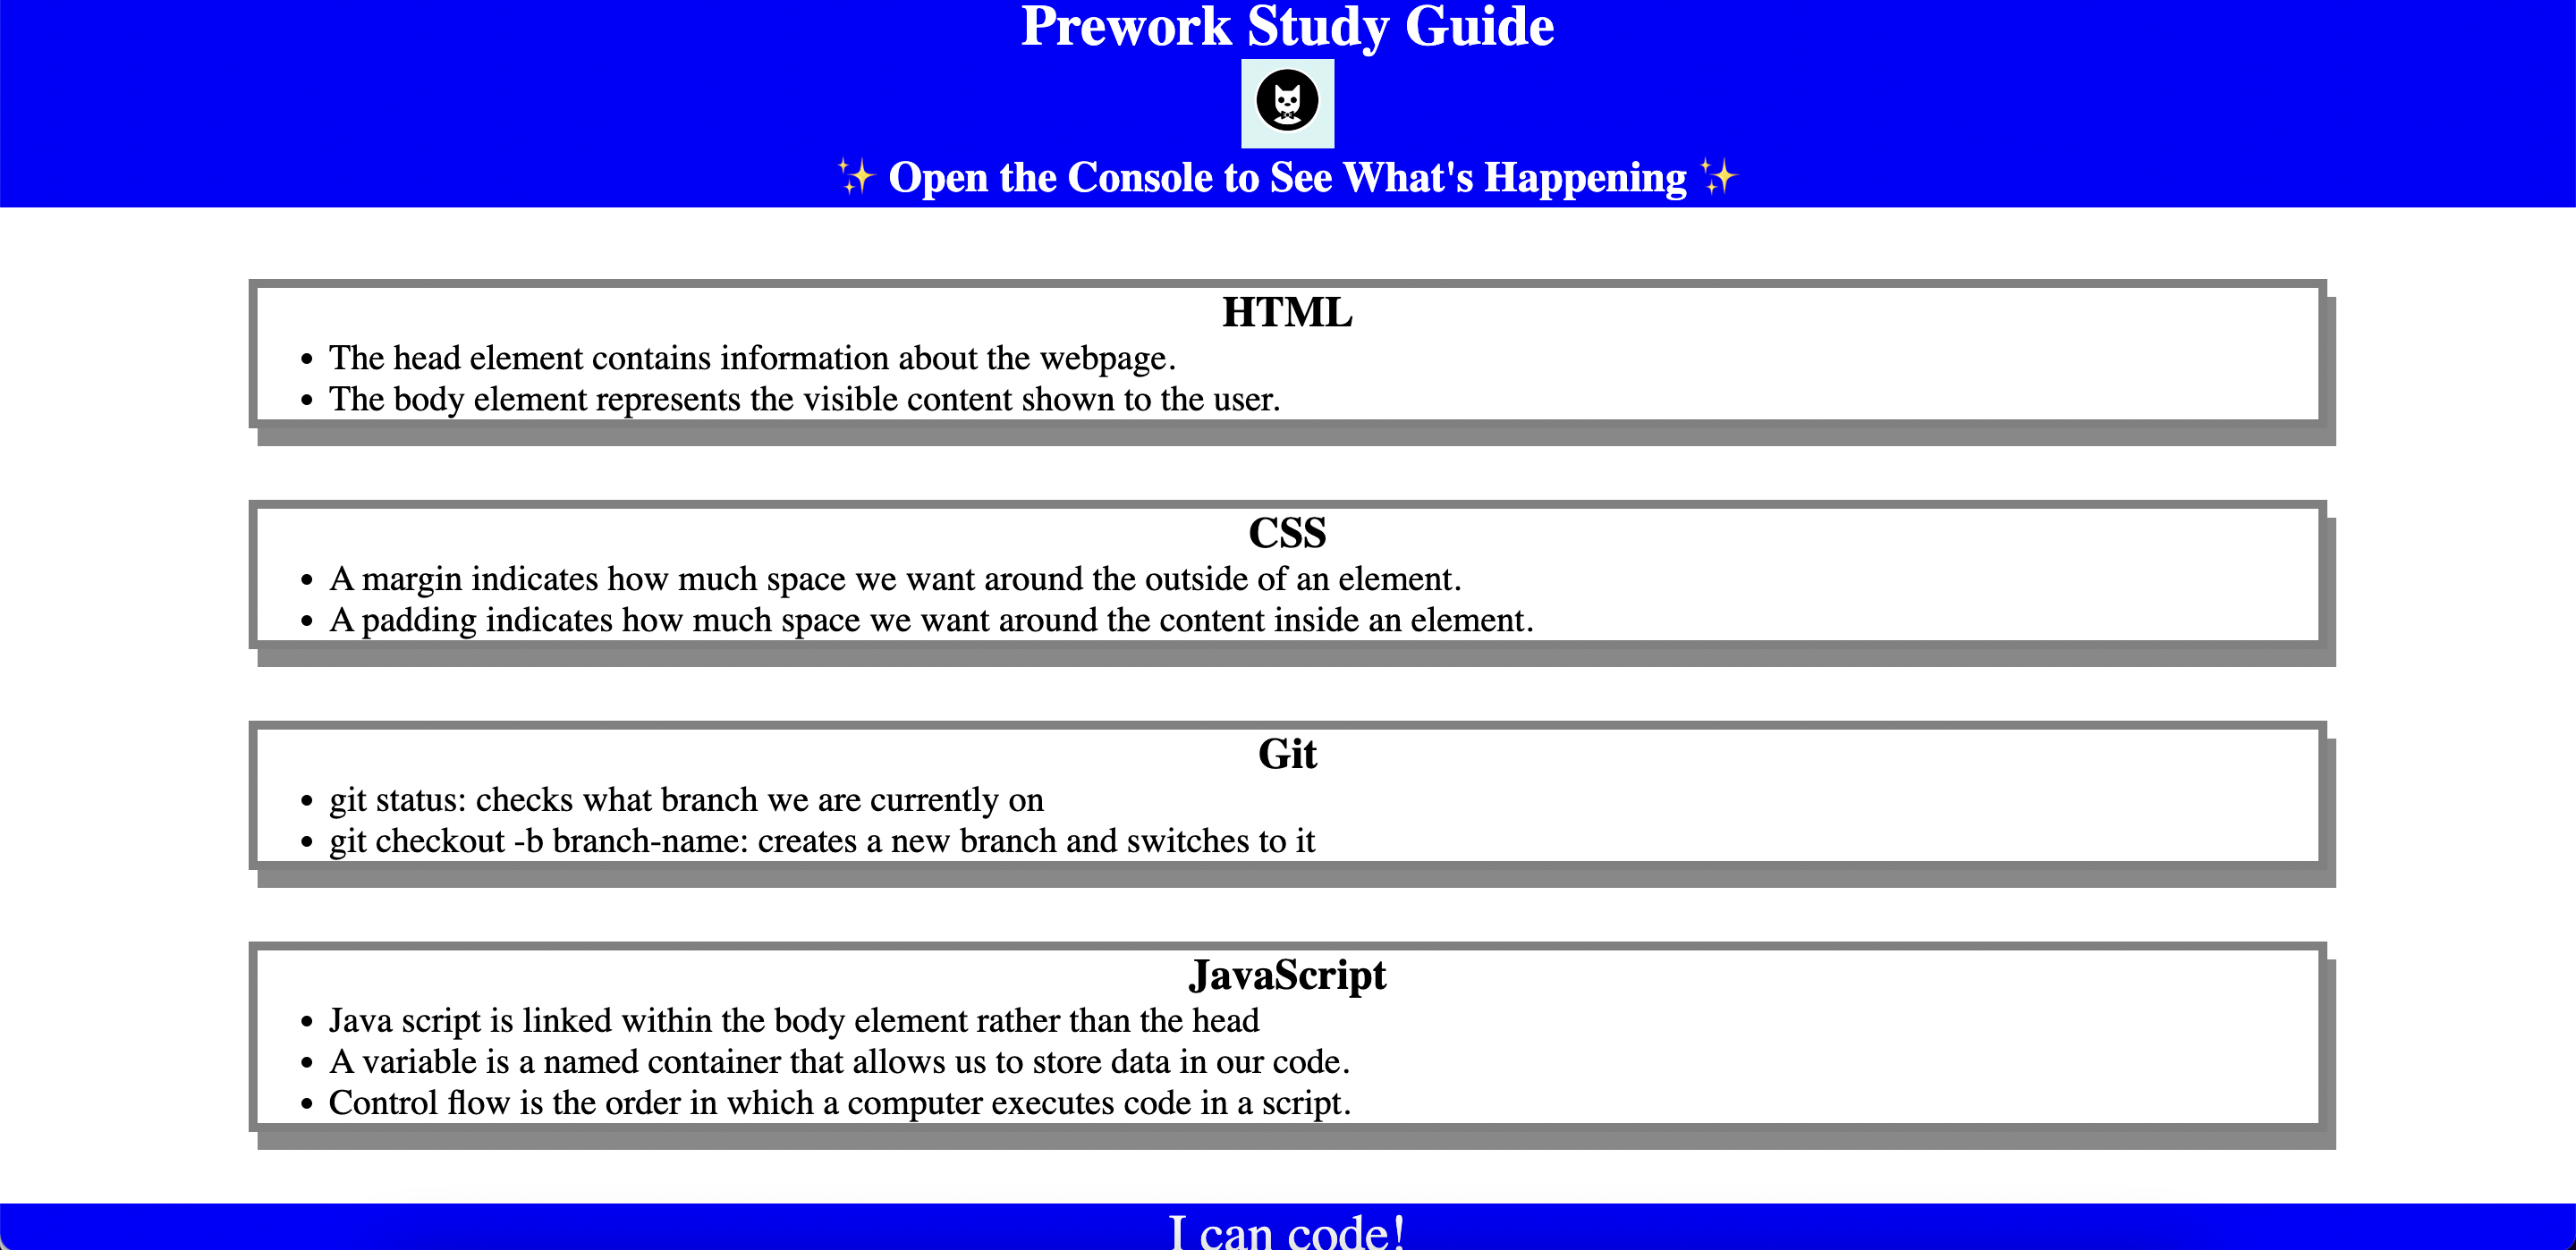 Prework Study Guide
✨ Open the Console to See What's Happening ✨
HTML
• The head element contains information about the webpage.
• The body element represents the visible content shown to the user.
CSS
• A margin indicates how much space we want around the outside of an element.
• A padding indicates how much space we want around the content inside an element.
Git
• git status: checks what branch we are currently on
• git checkout -b branch-name: creates a new branch and switches to it
JavaScript
• Java script is linked within the body element rather than the head
• A variable is a named container that allows us to store data in our code.
• Control flow is the order in which a computer executes code in a script.
I can code!